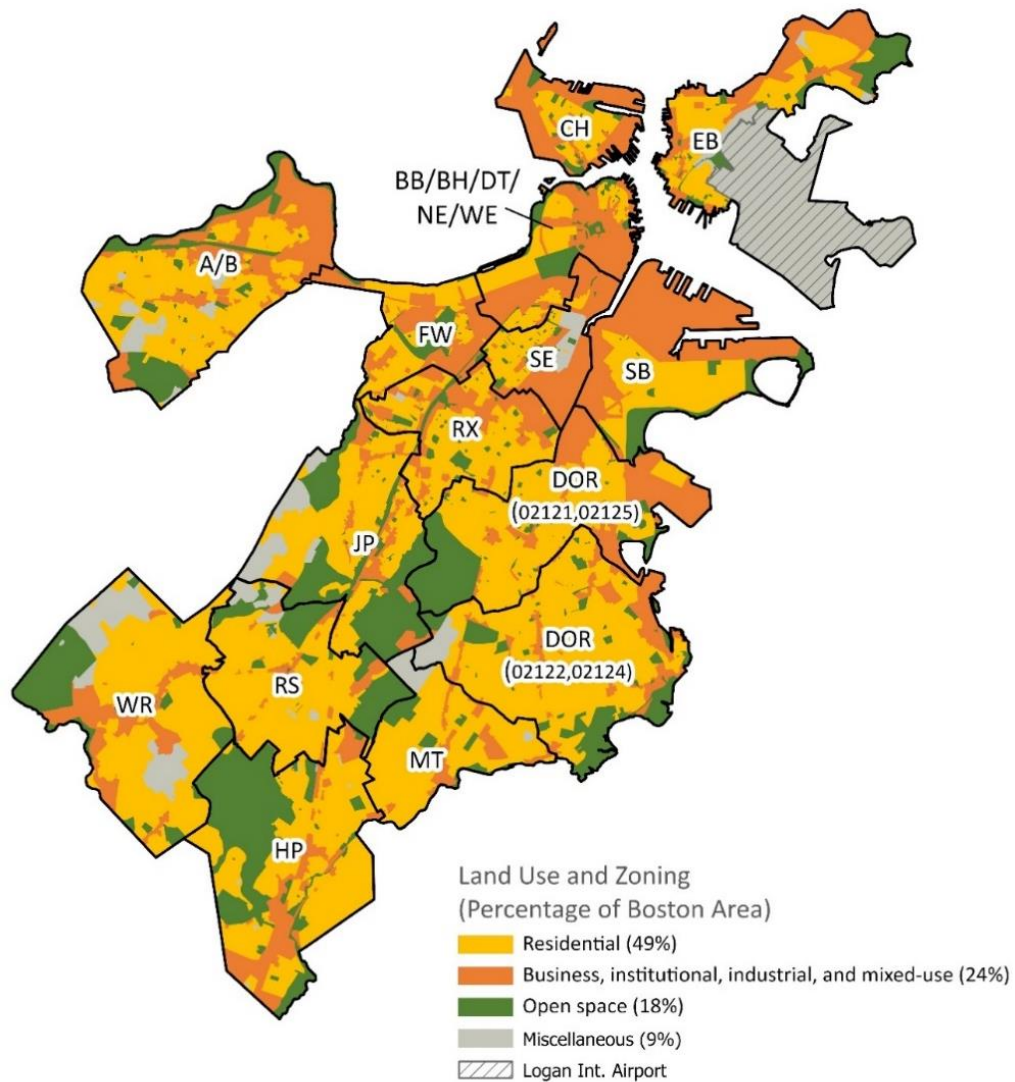 CH
EB
BB/BH/DT/
NE/WE
A/B
FW
SE
SB
RX
DOR
(02121,02125)
JP
DOR
(02122,02124)
RS
WR
MT
HP
Land Use and Zoning
(Percentage of Boston Area)
Residential (49%)
Business, institutional, industrial, and mixed-use (24%)
Open space (18%)
Miscellaneous (9%)
Logan Int. Airport